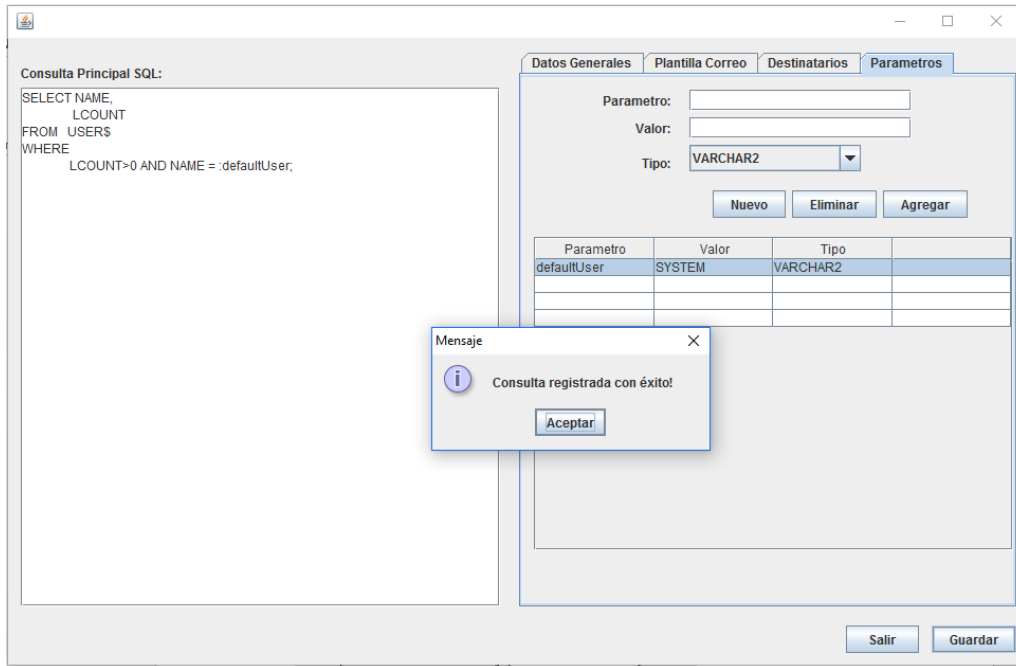 Consulta Principal SQL:
SELECT NAME,
LCOUNT
FROM USER$
WHERE
LCOUNT>0 AND NAME = :defaultUser;
Datos Generales Plantilla Correo Destinatarios Parametros
Parametro:
Valor:
Tipo: VARCHAR2
Nuevo Eliminar Agregar
Parametro Valor Tipo
defaultUser SYSTEM VARCHAR2
Mensaje
Consulta registrada con éxito!
Aceptar
Salir Guardar